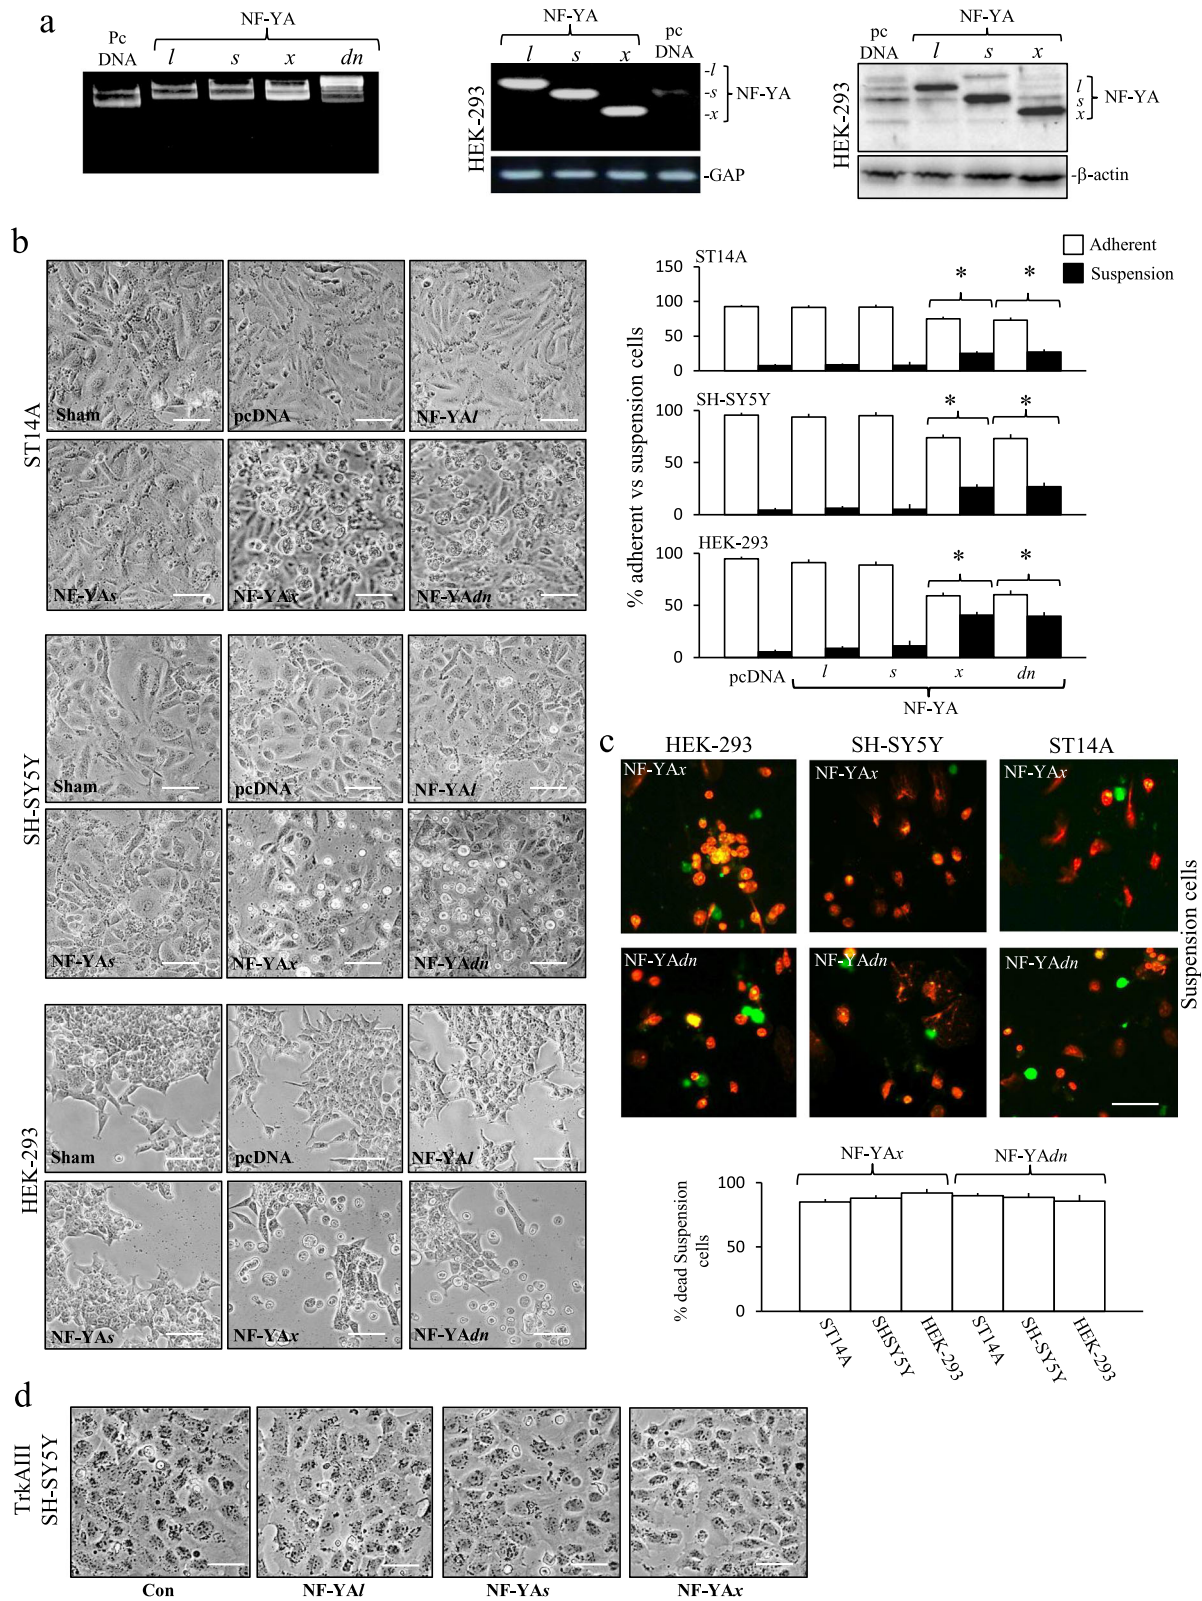 a
Pc
DNA
NF-YA
l s x dn
NF-YA
l s x
pc
DNA
-l
-s
-x
NF-YA
HEK-293
-GAP
pc
DNA
NF-YA
l s x
l
s
x
NF-YA
HEK-293
-β-actin
b
ST14A
Sham
pcDNA
NF-YAl
NF-YAs
NF-YAx
NF-YAdn
SH-SY5Y
Sham
pcDNA
NF-YAl
NF-YAs
NF-YAx
NF-YAdn
HEK-293
Sham
pcDNA
NF-YAl
NF-YAs
NF-YAx
NF-YAdn
Adherent
Suspension
% adherent vs suspension cells
ST14A
150
100
50
0
* *
SH-SY5Y
100
50
0
* *
HEK-293
100
50
0
* *
pcDNA l s x dn
NF-YA
c
HEK-293 SH-SY5Y ST14A
NF-YAx NF-YAx NF-YAx
NF-YAdn NF-YAdn NF-YAdn
Suspension cells
NF-YAx NF-YAdn
% dead Suspension
cells
100
50
0
ST14A SHSY5Y HEK-293 ST14A SH-SY5Y HEK-293
d
TrkAIII
SH-SY5Y
Con NF-YAl NF-YAs NF-YAx